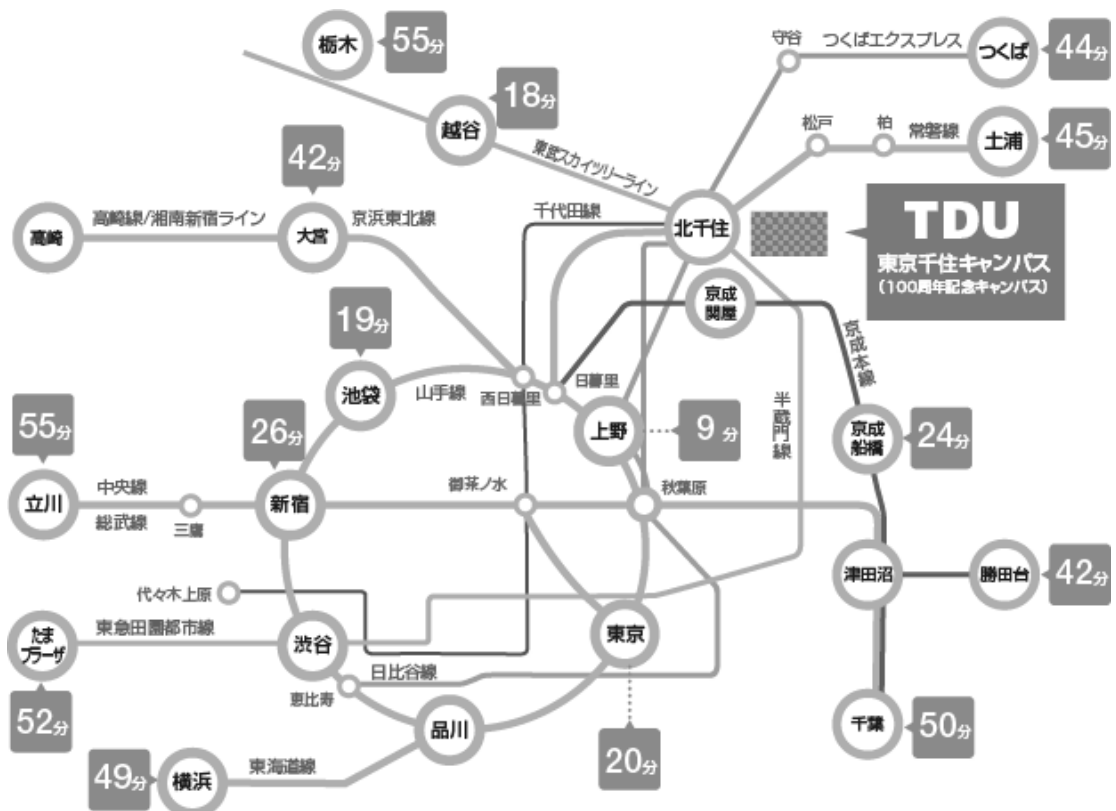 栃木
55分
守谷
つくばエクスプレス
つくば
44分
越谷
18分
東武スカイツリーライン
松戸
柏
常磐線
土浦
45分
42分
高崎
高崎線/湘南新宿ライン
大宮
京浜東北線
千代田線
北千住
TDU
東京千住キャンパス
(100周年記念キャンパス)
京成
関屋
京成本線
19分
池袋
山手線
西日暮里
日暮里
上野
9分
半蔵門線
京成
船橋
24分
55分
立川
中央線
総武線
三鷹
26分
新宿
御茶ノ水
秋葉原
津田沼
勝田台
42分
代々木上原
たま
プラーザ
52分
東急田園都市線
渋谷
恵比寿
日比谷線
東京
20分
品川
千葉
50分
49分
横浜
東海道線